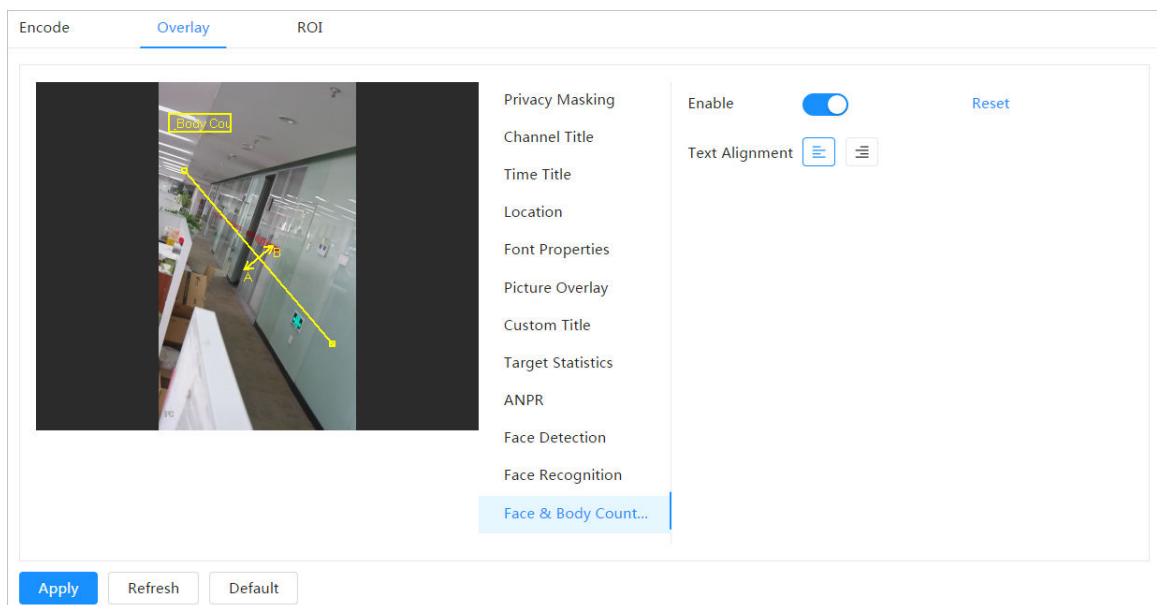 Encode Overlay ROI
Body Cou
B
A
Privacy Masking
Channel Title
Time Title
Location
Font Properties
Picture Overlay
Custom Title
Target Statistics
ANPR
Face Detection
Face Recognition
Face & Body Count...
Enable Reset
Text Alignment
Apply Refresh Default